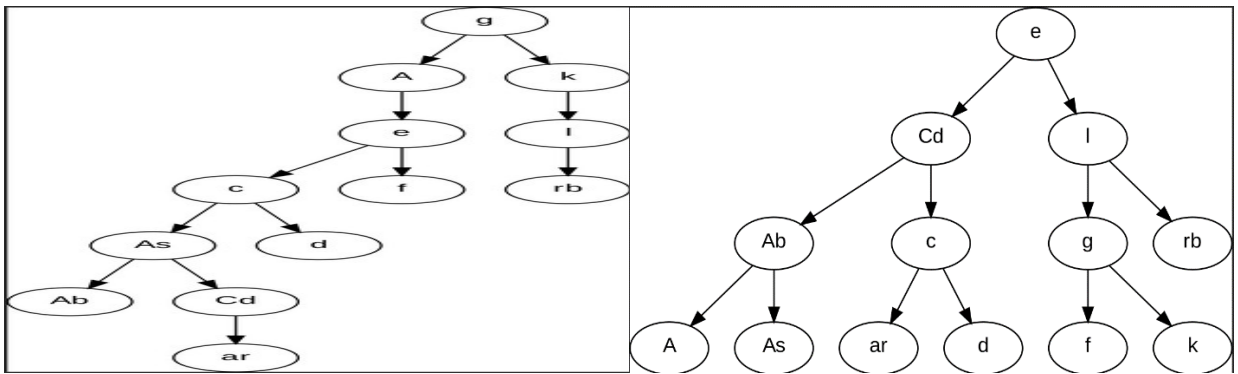 g
A k
e l
c f rb
As d
Ab Cd
ar
e
Cd l
Ab c g rb
A As ar d f k